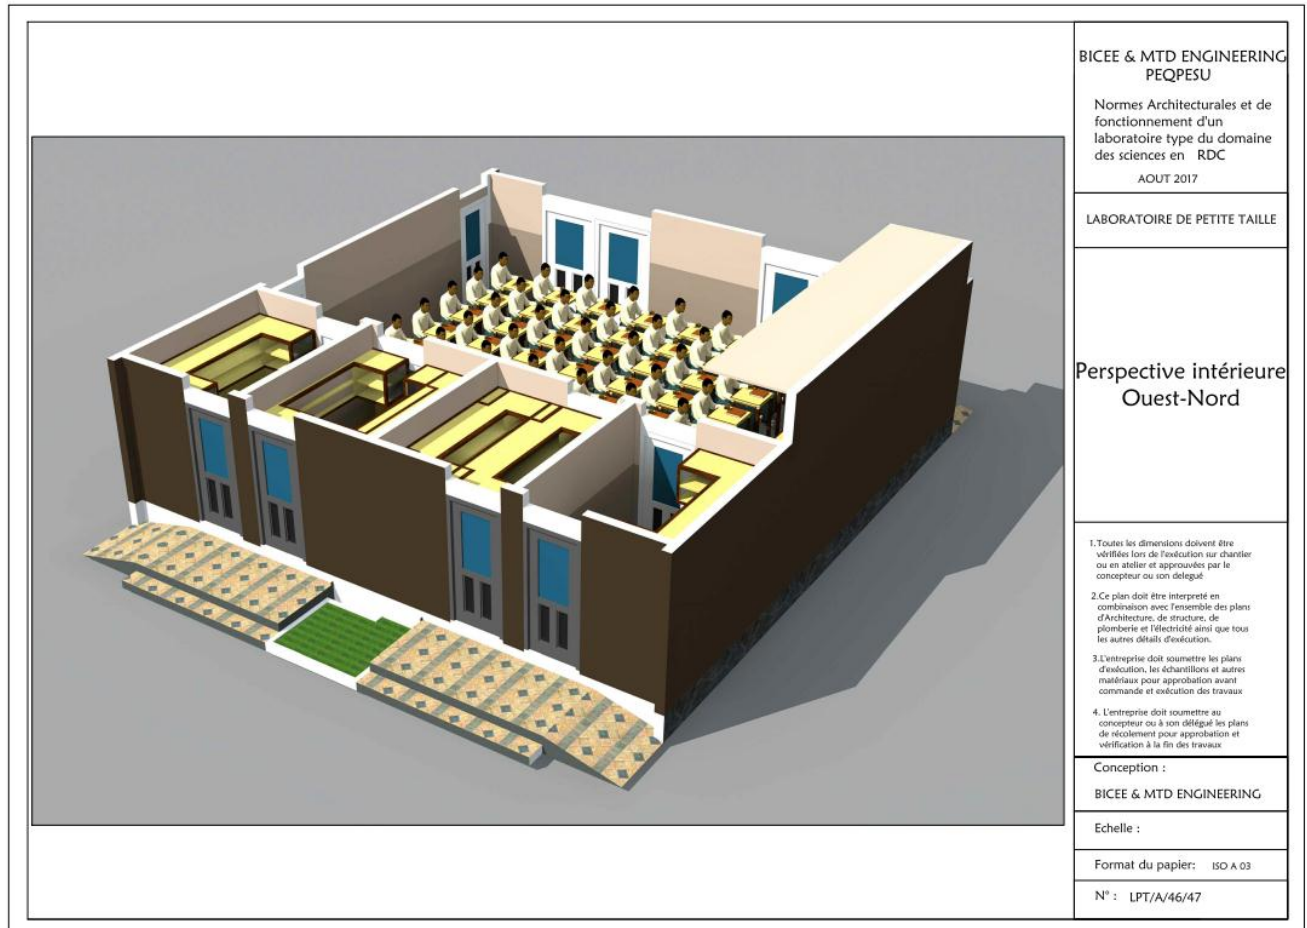 BICEE & MTD ENGINEERING
PEQPESU
Normes Architecturales et de
fonctionnement d'un
laboratoire type du domaine
des sciences en RDC
AOUT 2017
LABORATOIRE DE PETITE TAILLE
Perspective intérieure
Ouest-Nord
1.Toutes les dimensions doivent être
vérifiées lors de l'exécution sur chantier
ou en atelier et approuvées par le
concepteur ou son delegué
2.Ce plan doit être interpreté en
combinaison avec l'ensemble des plans
d'Architecture, de structure, de
plomberie et l'électricité ainsi que tous
les autres détails d'exécution.
3.L'entreprise doit soumettre les plans
d'exécution, les échantillons et autres
matériaux pour approbation avant
commande et exécution des travaux
4. L'entreprise doit soumettre au
concepteur ou à son délégué les plans
de récolement pour approbation et
vérification à la fin des travaux
Conception :
BICEE & MTD ENGINEERING
Echelle :
Format du papier: ISO A 03
N° : LPT/A/46/47